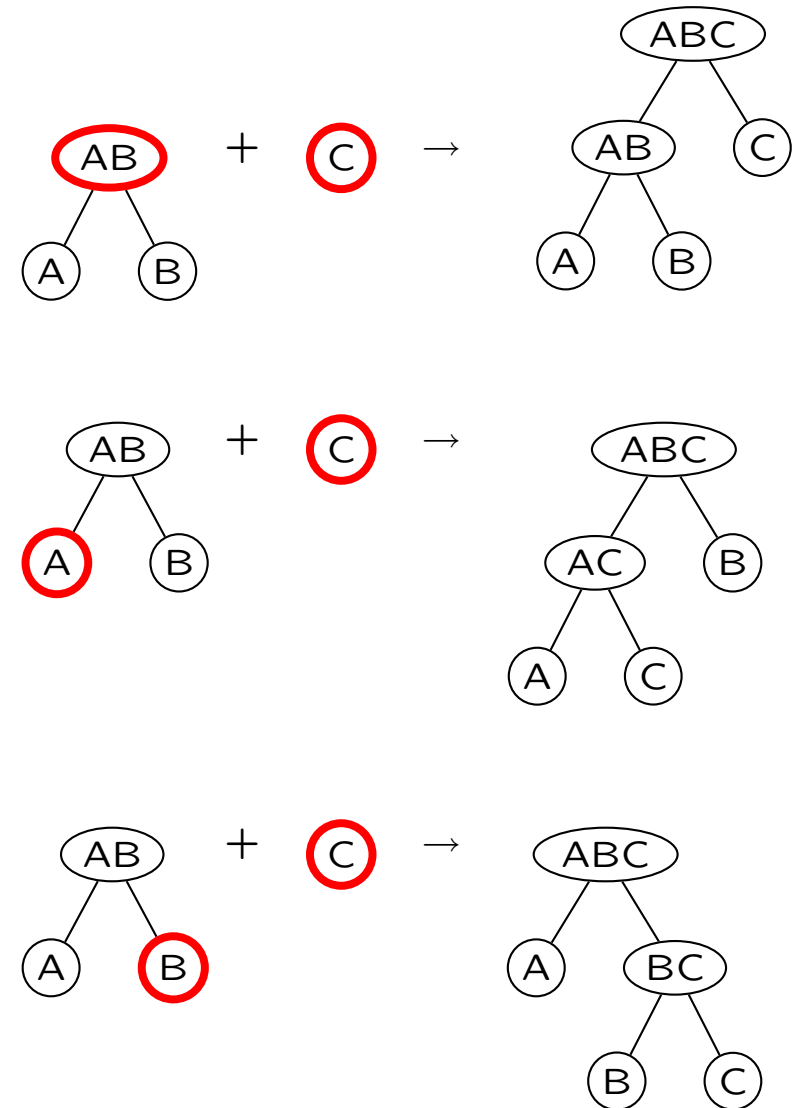 ABC
AB + C → AB C
A B A B
AB + C → ABC
A B AC B
A C
AB + C → ABC
A B A BC
B C